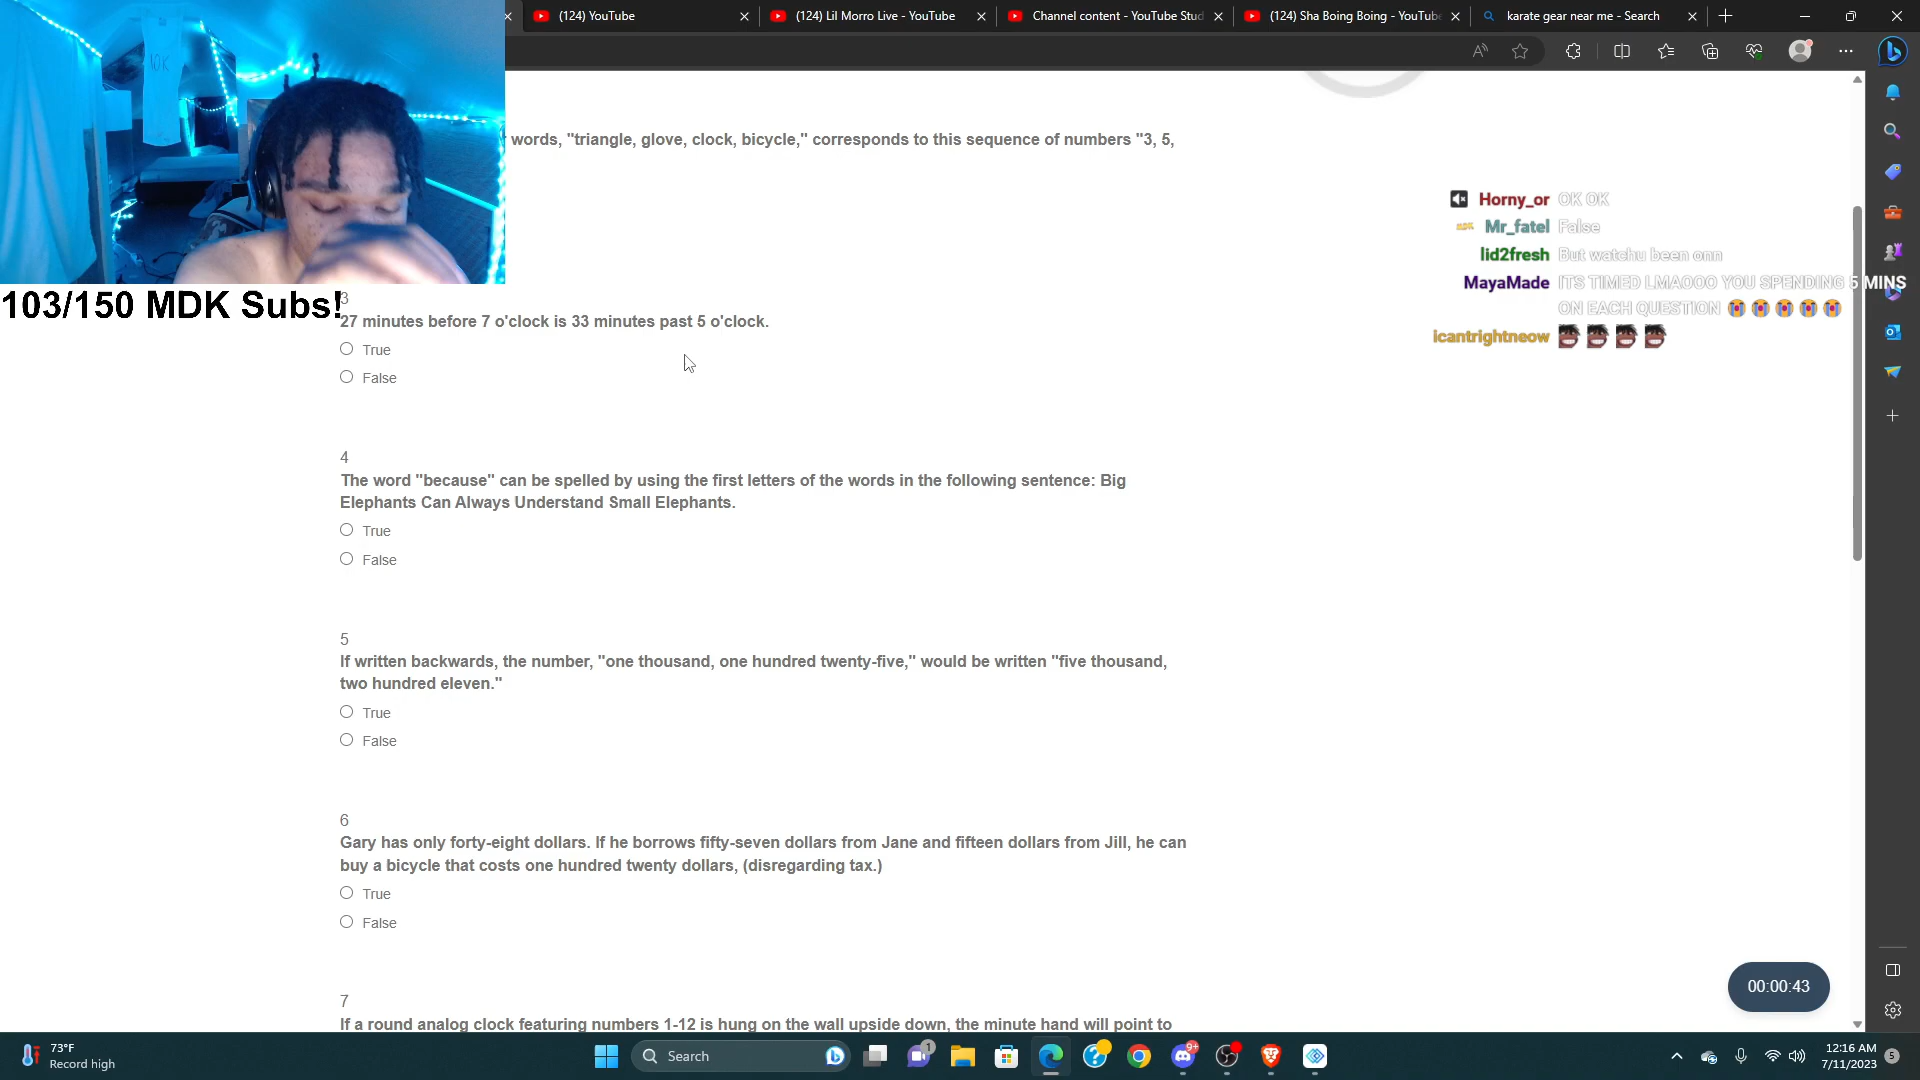 (124) YouTube
(124) Lil Morro Live - YouTube
Channel content - YouTube Stud
(124) Sha Boing Boing - YouTube
karate gear near me - Search
10K
words, "triangle, glove, clock, bicycle," corresponds to this sequence of numbers "3, 5,
Horny_or OK OK
Mr_fatel False
lid2fresh But watchu been onn
MayaMade ITS TIMED LMAOOO YOU SPENDING 5 MINS
ON EACH QUESTION 😭😭😭😭
icantrightneow
103/150 MDK Subs!
3
27 minutes before 7 o'clock is 33 minutes past 5 o'clock.
True
False
4
The word "because" can be spelled by using the first letters of the words in the following sentence: Big
Elephants Can Always Understand Small Elephants.
True
False
5
If written backwards, the number, "one thousand, one hundred twenty-five," would be written "five thousand,
two hundred eleven."
True
False
6
Gary has only forty-eight dollars. If he borrows fifty-seven dollars from Jane and fifteen dollars from Jill, he can
buy a bicycle that costs one hundred twenty dollars, (disregarding tax.)
True
False
00:00:43
7
If a round analog clock featuring numbers 1-12 is hung on the wall upside down, the minute hand will point to
73°F
Record high
Search
1
9+
12:16 AM
7/11/2023
5